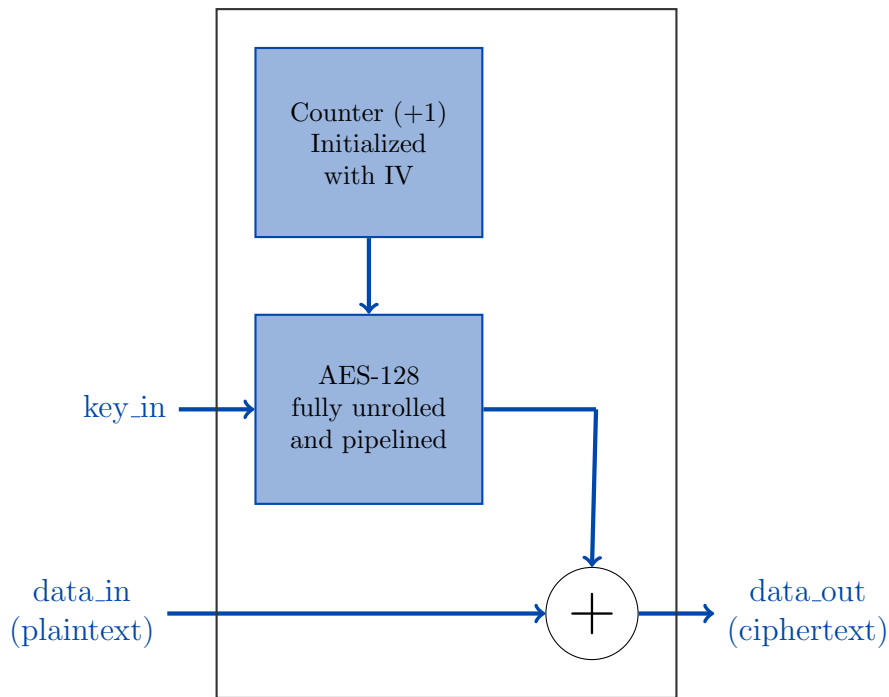 Counter (+1)
Initialized
with IV
AES-128
fully unrolled
and pipelined
key_in
data_in
(plaintext)
+
data_out
(ciphertext)